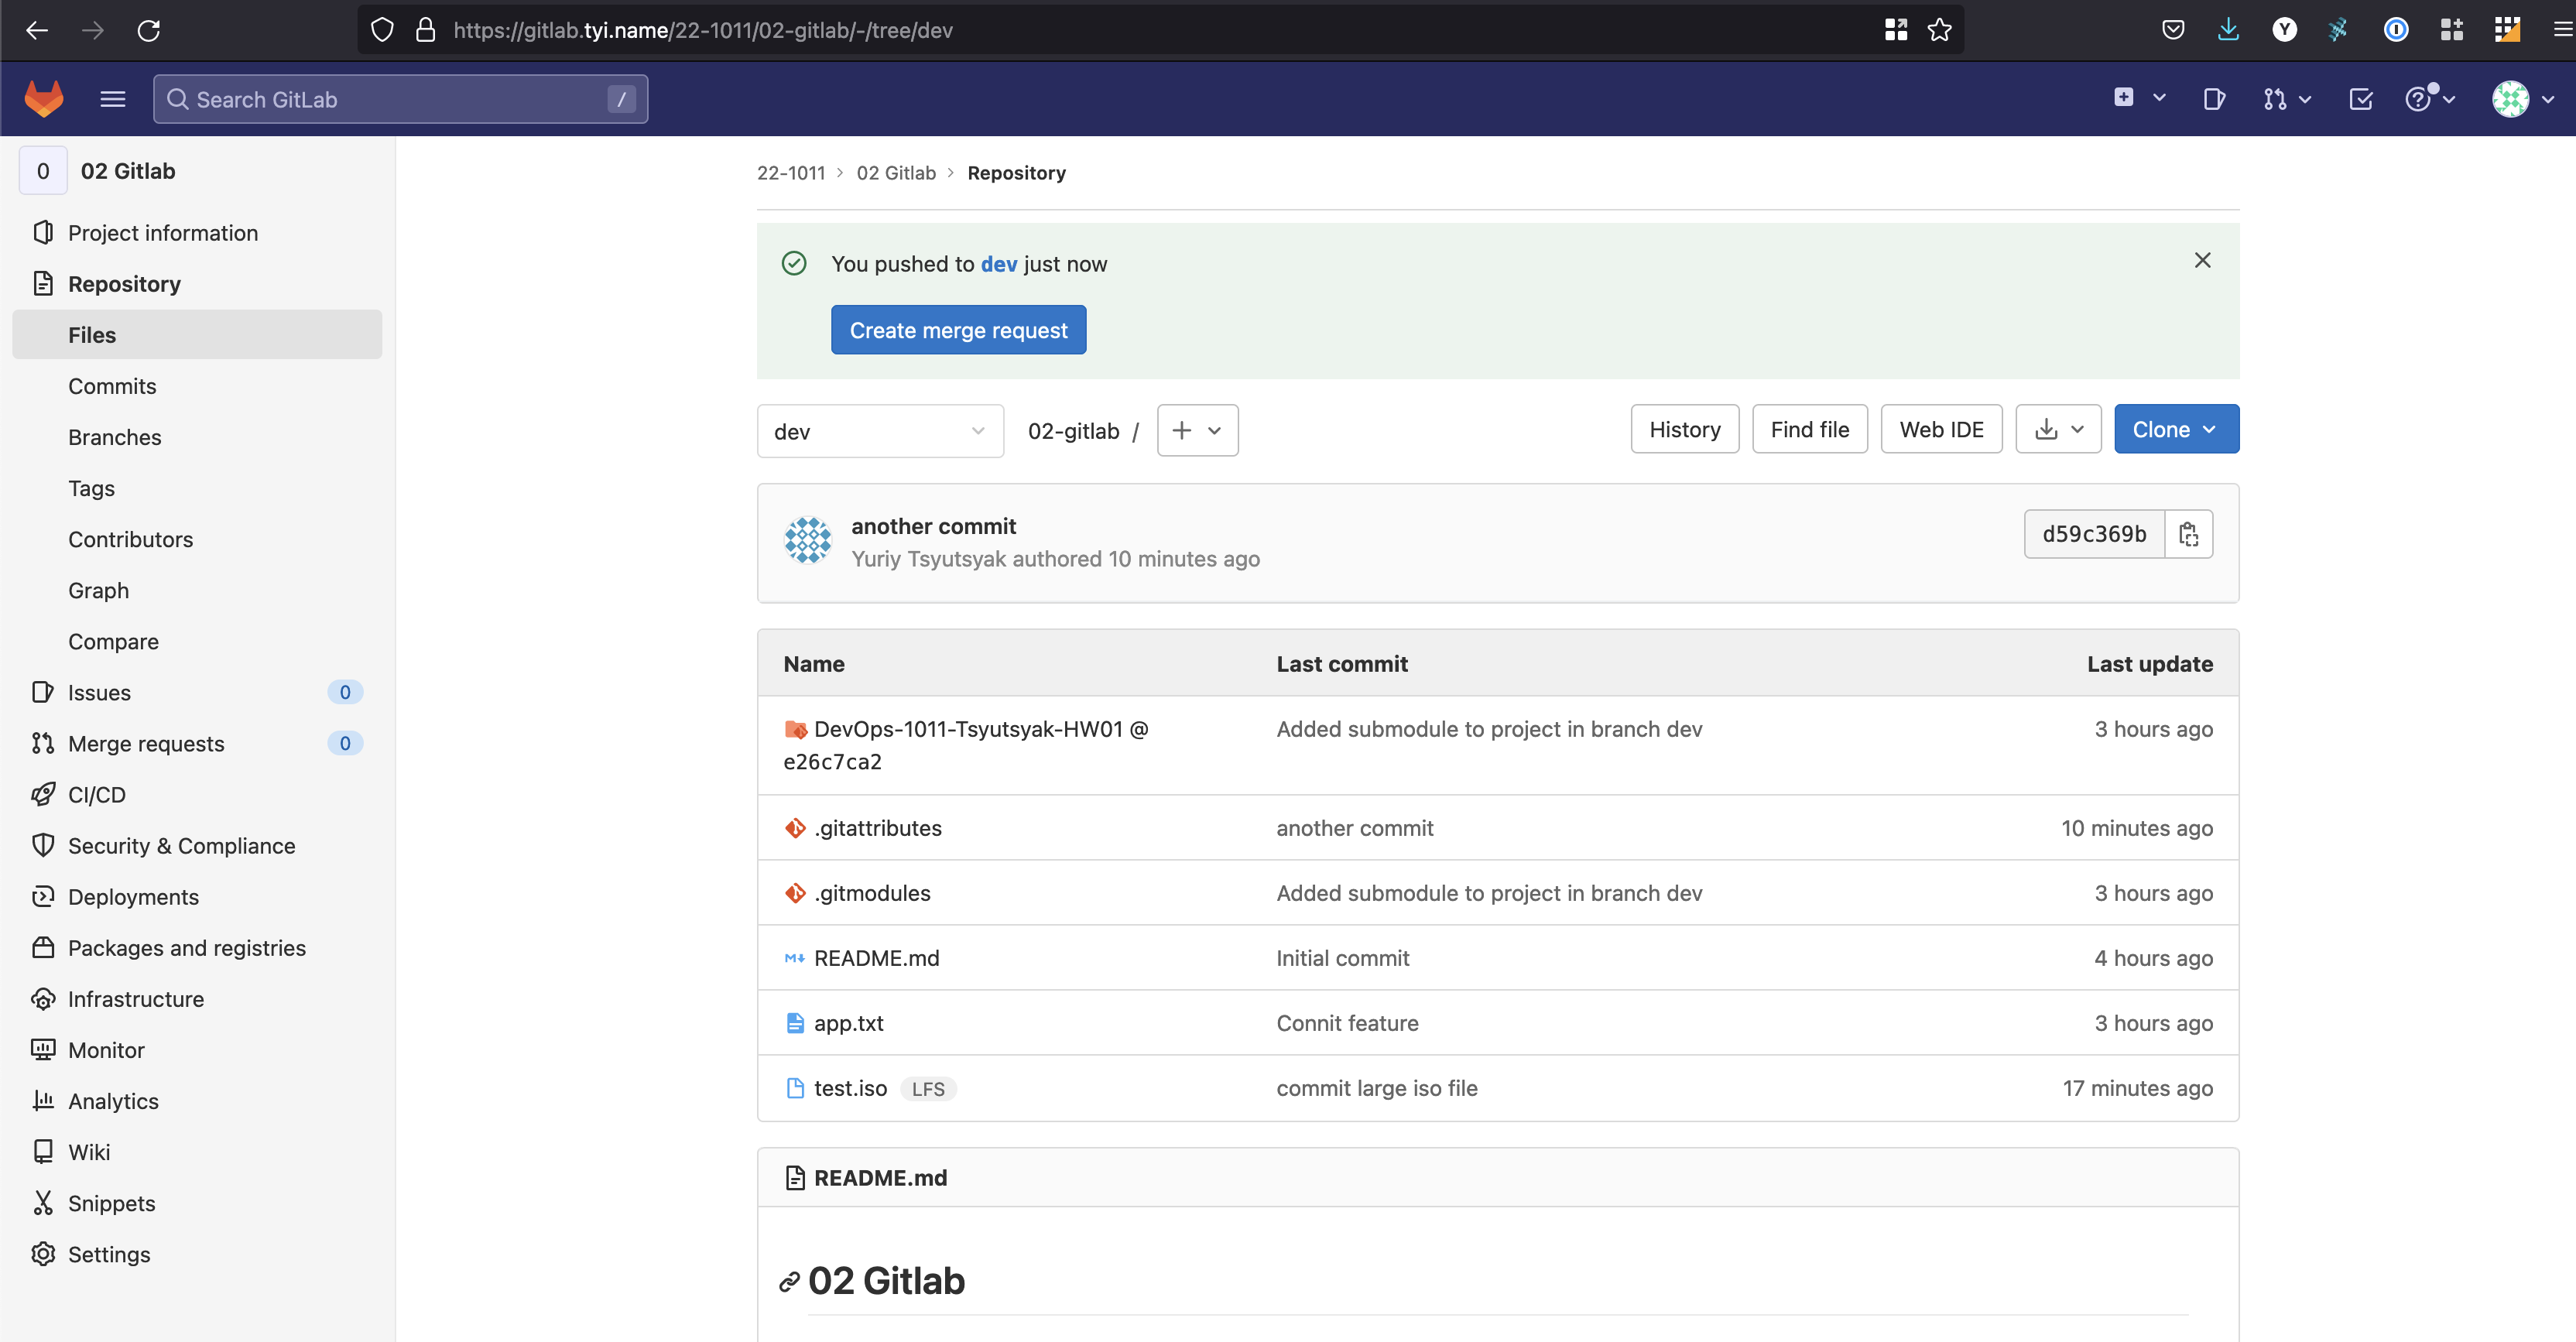 https://gitlab.tyi.name/22-1011/02-gitlab/-/tree/dev
Y
Search GitLab /
0 02 Gitlab
Project information
Repository
Files
Commits
Branches
Tags
Contributors
Graph
Compare
Issues 0
Merge requests 0
CI/CD
Security & Compliance
Deployments
Packages and registries
Infrastructure
Monitor
Analytics
Wiki
Snippets
Settings
22-1011 > 02 Gitlab > Repository
You pushed to dev just now
Create merge request
dev 02-gitlab / + History Find file Web IDE Clone
another commit
Yuriy Tsyutsyak authored 10 minutes ago
d59c369b
Name Last commit Last update
DevOps-1011-Tsyutsyak-HW01 @ Added submodule to project in branch dev 3 hours ago
e26c7ca2
.gitattributes another commit 10 minutes ago
.gitmodules Added submodule to project in branch dev 3 hours ago
README.md Initial commit 4 hours ago
app.txt Connit feature 3 hours ago
test.iso LFS commit large iso file 17 minutes ago
README.md
02 Gitlab